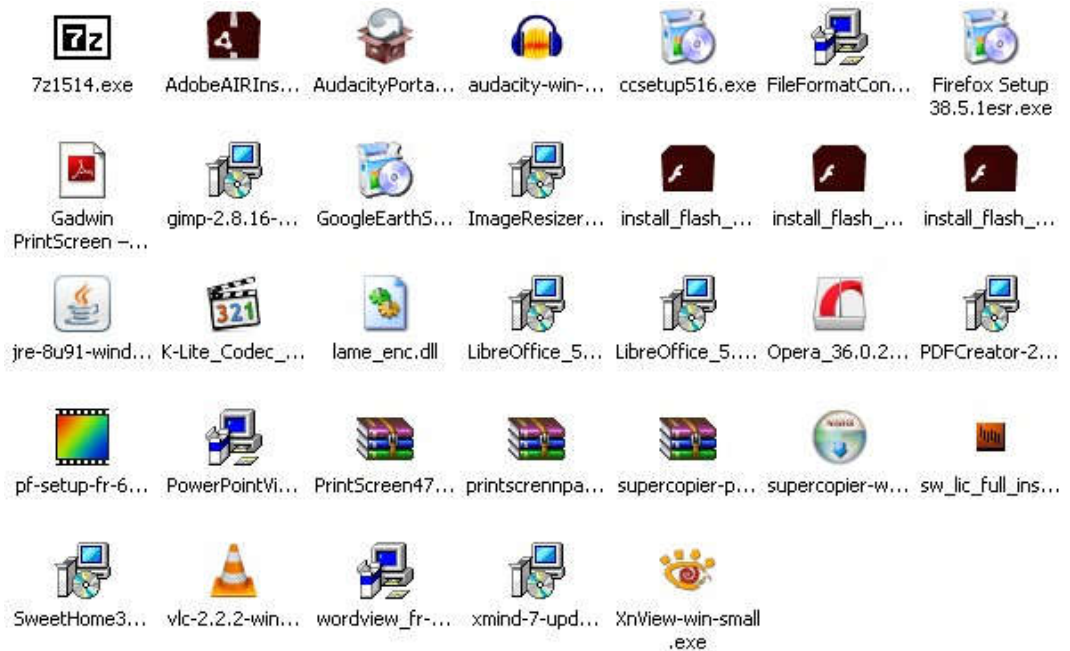 7z1514.exe
AdobeAIRIns...
AudacityPorta...
audacity-win-...
ccsetup516.exe
FileFormatCon...
Firefox Setup
38.5.1esr.exe
Gadwin
PrintScreen –...
gimp-2.8.16-...
GoogleEarthS...
ImageResizer...
install_flash_...
install_flash_...
install_flash_...
jre-8u91-wind...
K-Lite_Codec_...
lame_enc.dll
LibreOffice_5...
LibreOffice_5....
Opera_36.0.2...
PDFCreator-2...
pf-setup-fr-6...
PowerPointVi...
PrintScreen47...
printscrennpa...
supercopier-p...
supercopier-w...
sw_lic_full_ins...
SweetHome3...
vlc-2.2.2-win...
wordview_fr-...
xmind-7-upd...
XnView-win-small
.exe
7z
321